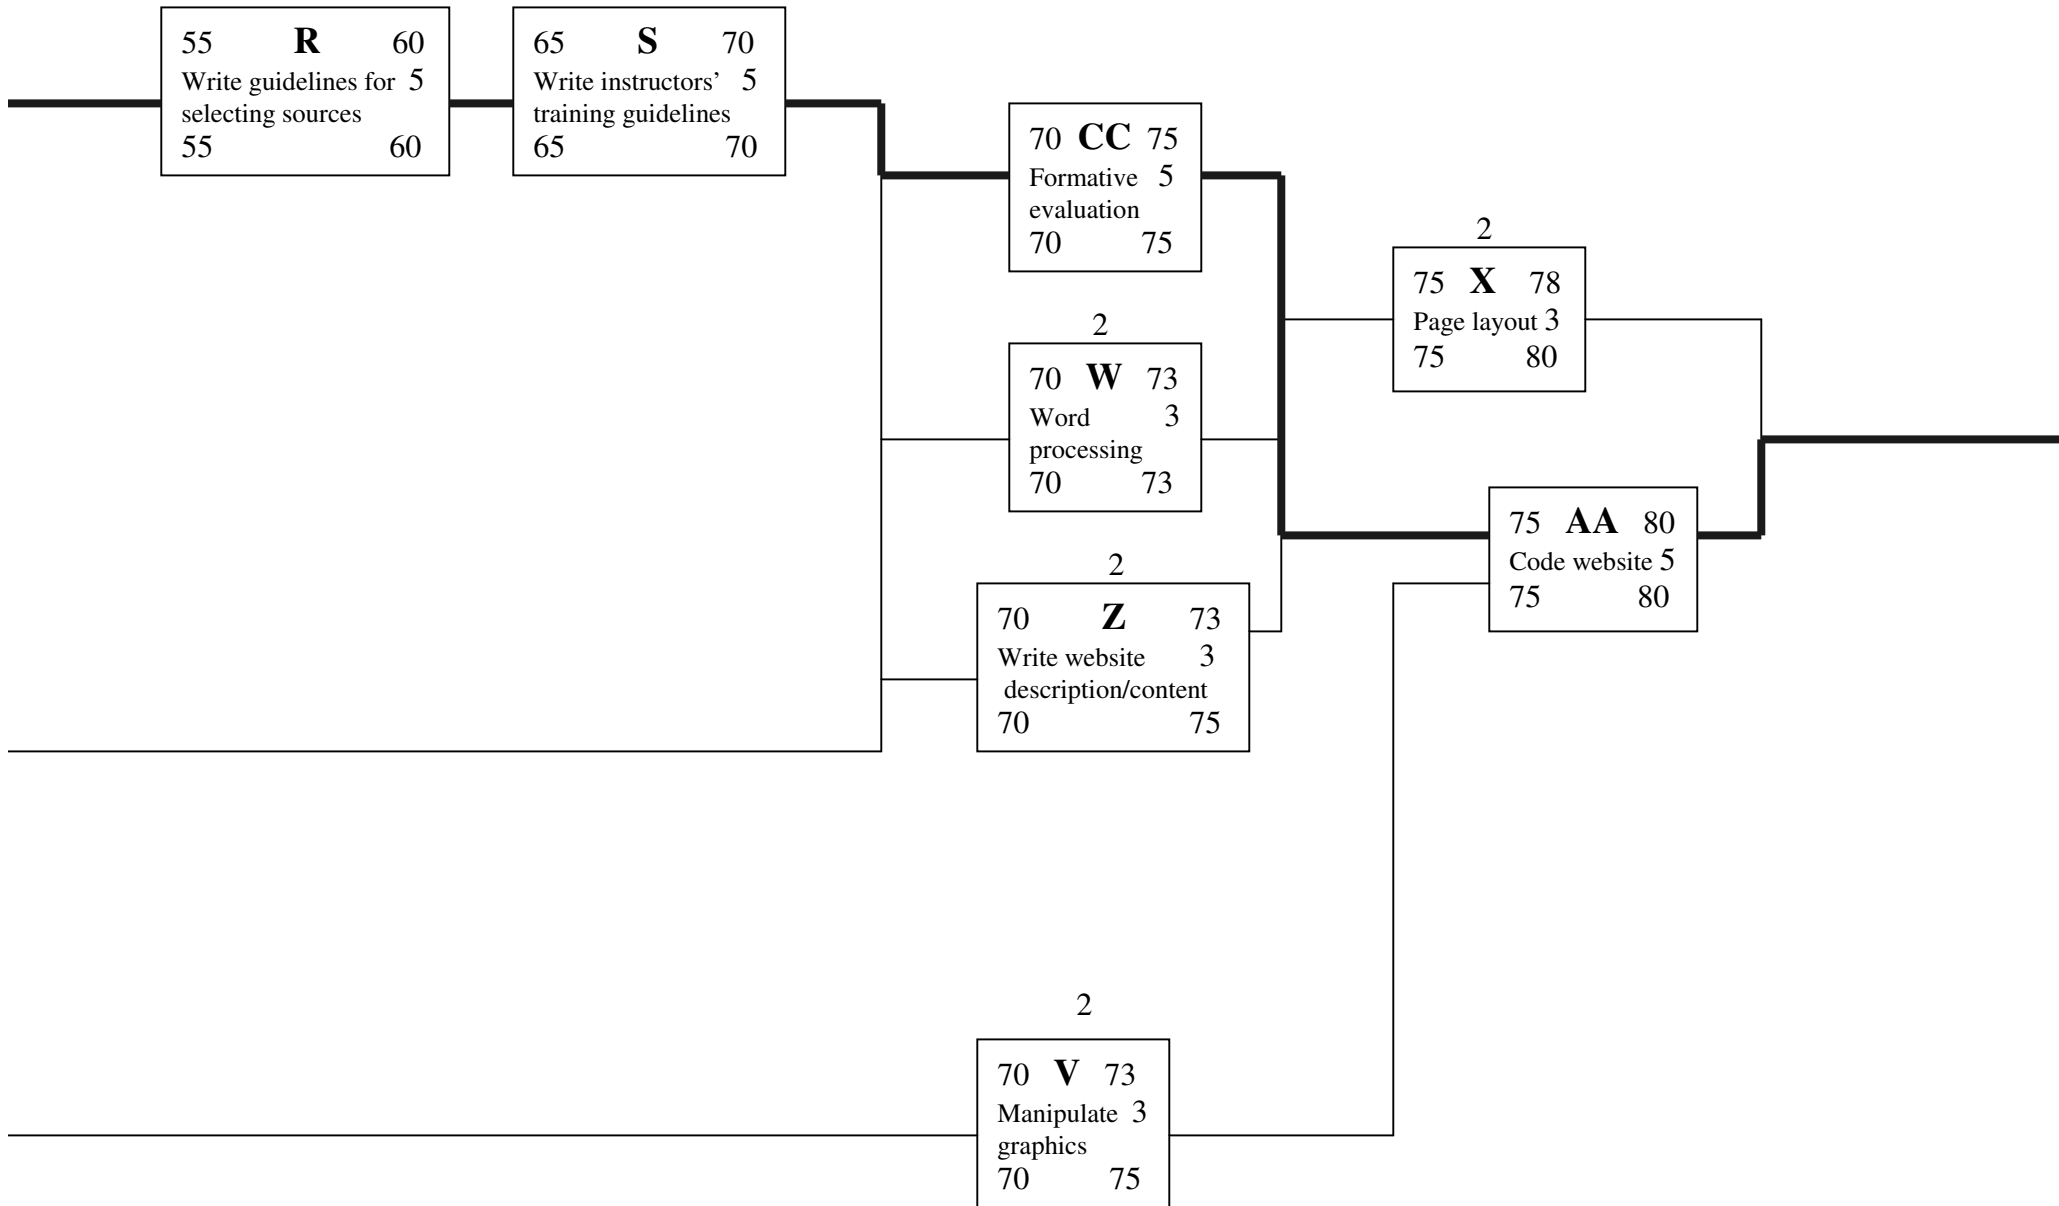 55 R 60
Write guidelines for 5
selecting sources
55 60
65 S 70
Write instructors’ 5
training guidelines
65 70
70 CC 75
Formative 5
evaluation
70 75
2
75 X 78
Page layout 3
75 80
2
70 W 73
Word 3
processing
70 73
75 AA 80
Code website 5
75 80
2
70 Z 73
Write website 3
description/content
70 75
2
70 V 73
Manipulate 3
graphics
70 75